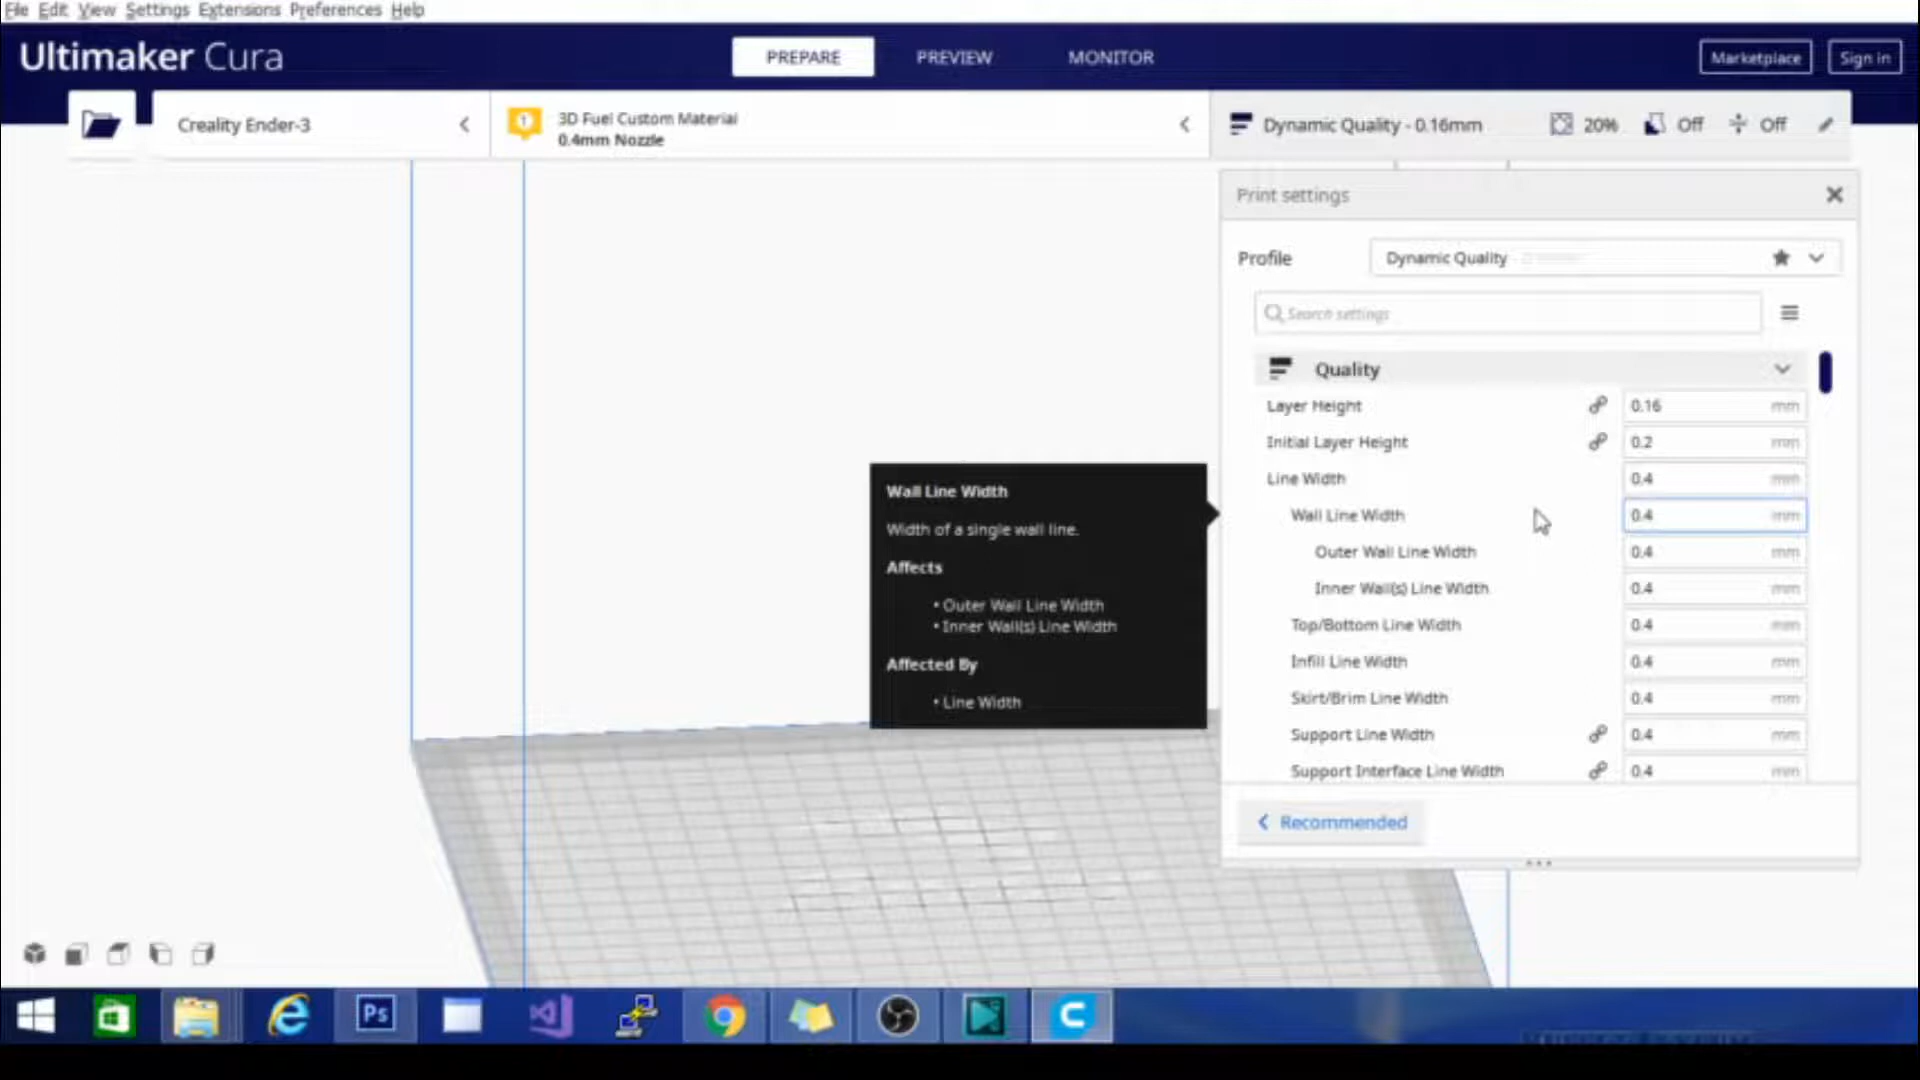 File Edit View Settings Extensions Preferences Help
Ultimaker Cura
PREPARE
PREVIEW
MONITOR
Marketplace
Sign in
Creality Ender-3
3D Fuel Custom Material
0.4mm Nozzle
Dynamic Quality - 0.16mm
20%
Off
Off
Print settings
Profile
Dynamic Quality
Search settings
Quality
Layer Height 0.16 mm
Initial Layer Height 0.2 mm
Line Width 0.4 mm
Wall Line Width 0.4 mm
Outer Wall Line Width 0.4 mm
Inner Wall(s) Line Width 0.4 mm
Top/Bottom Line Width 0.4 mm
Infill Line Width 0.4 mm
Skirt/Brim Line Width 0.4 mm
Support Line Width 0.4 mm
Support Interface Line Width 0.4 mm
Recommended
Wall Line Width
Width of a single wall line.
Affects
• Outer Wall Line Width
• Inner Wall(s) Line Width
Affected By
• Line Width
Ps